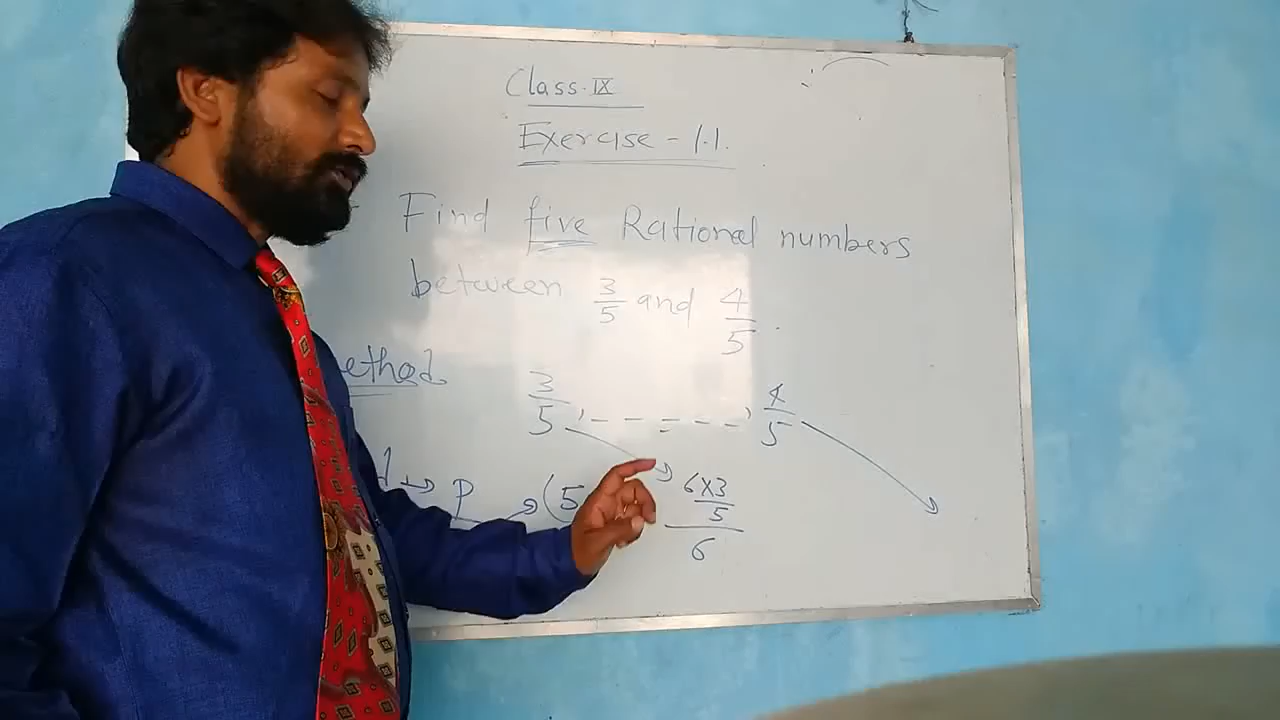 Class-IX
Exercise - 1.1.
Find five Rational numbers
between 3/5 and 4/5.
3/5, - - = - - , 4/5
→ P → (5
6×3/5
6